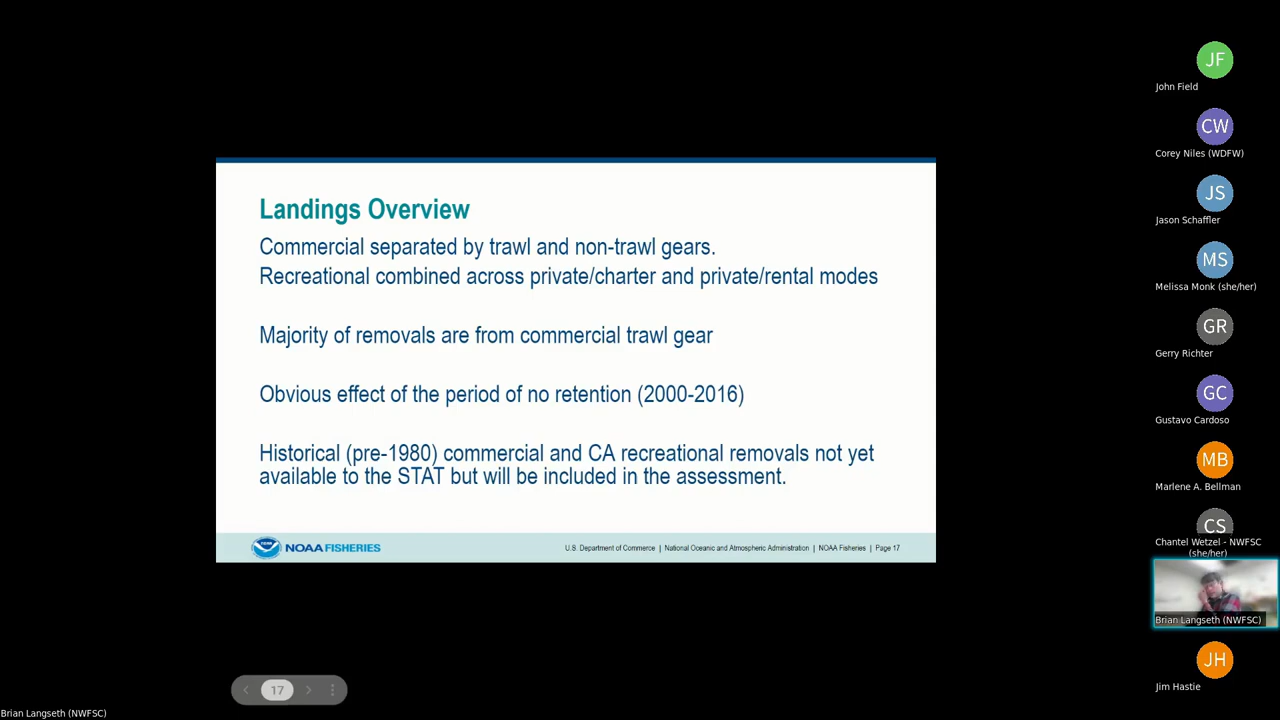 Landings Overview
Commercial separated by trawl and non-trawl gears.
Recreational combined across private/charter and private/rental modes
Majority of removals are from commercial trawl gear
Obvious effect of the period of no retention (2000-2016)
Historical (pre-1980) commercial and CA recreational removals not yet
available to the STAT but will be included in the assessment.
NOAA FISHERIES
U.S. Department of Commerce | National Oceanic and Atmospheric Administration | NOAA Fisheries | Page 17
17
JF
John Field
CW
Corey Niles (WDFW)
JS
Jason Schaffler
MS
Melissa Monk (she/her)
GR
Gerry Richter
GC
Gustavo Cardoso
MB
Marlene A. Bellman
CS
Chantel Wetzel - NWFSC
(she/her)
Brian Langseth (NWFSC)
JH
Jim Hastie
Brian Langseth (NWFSC)